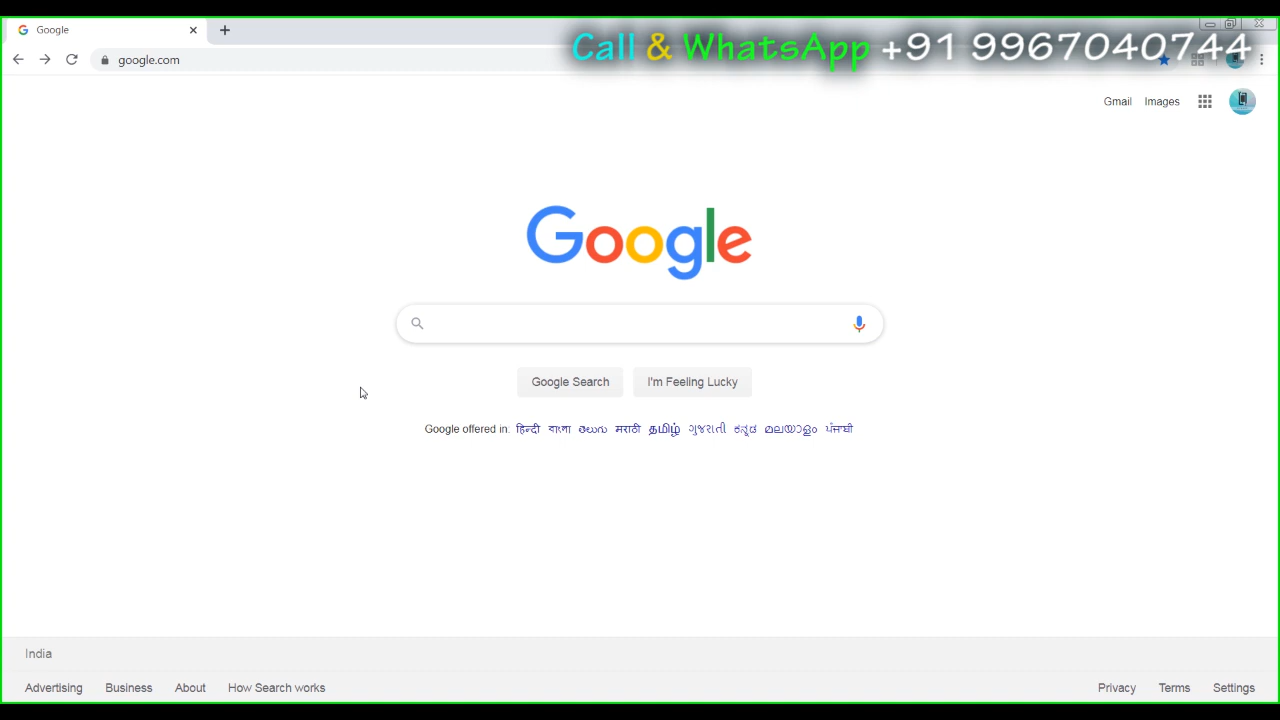 Google
Call & WhatsApp +91 9967040744
google.com
Gmail Images
Google
Google Search I'm Feeling Lucky
Google offered in: हिन्दी বাংলা తెలుగు मराठी தமிழ் ગુજરાતી ಕನ್ನಡ മലയാളം ਪੰਜਾਬੀ
India
Advertising Business About How Search works Privacy Terms Settings